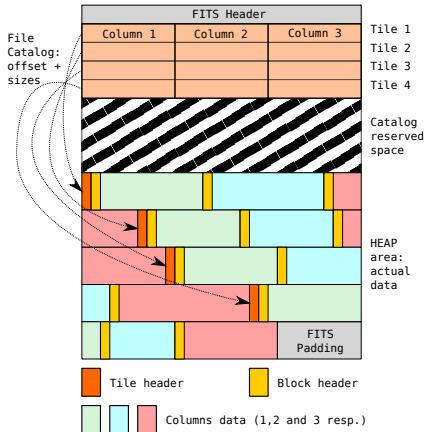 FITS Header
Column 1 Column 2 Column 3
File
Catalog:
offset +
sizes
Tile 1
Tile 2
Tile 3
Tile 4
Catalog
reserved
space
HEAP
area:
actual
data
FITS
Padding
Tile header
Block header
Columns data (1,2 and 3 resp.)